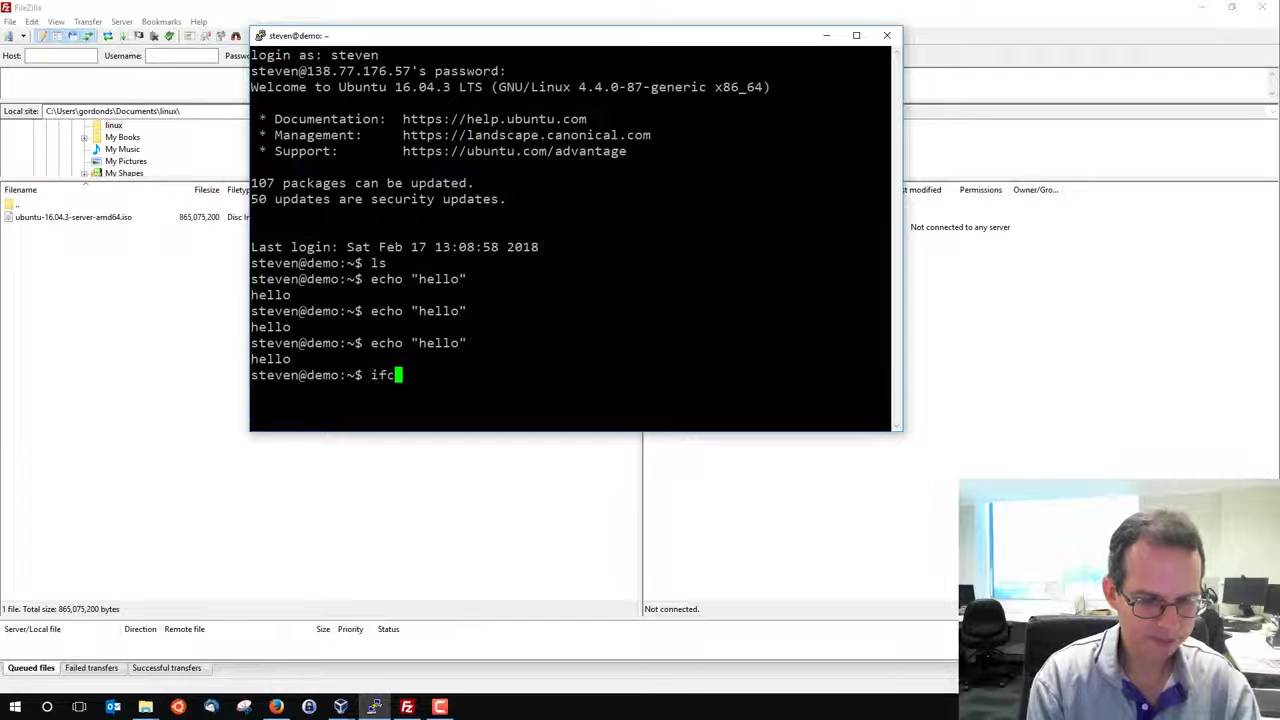 FileZilla
File Edit View Transfer Server Bookmarks Help
Host: Username: Passw
Local site: C:\Users\gordonds\Documents\linux\
linux
My Books
My Music
My Pictures
My Shapes
Filename Filesize Filetyp
..
ubuntu-16.04.3-server-amd64.iso 865,075,200 Disc In
1 file. Total size: 865,075,200 bytes
steven@demo: ~
login as: steven
steven@138.77.176.57's password:
Welcome to Ubuntu 16.04.3 LTS (GNU/Linux 4.4.0-87-generic x86_64)
* Documentation: https://help.ubuntu.com
* Management: https://landscape.canonical.com
* Support: https://ubuntu.com/advantage
107 packages can be updated.
50 updates are security updates.
Last login: Sat Feb 17 13:08:58 2018
steven@demo:~$ ls
steven@demo:~$ echo "hello"
hello
steven@demo:~$ echo "hello"
hello
steven@demo:~$ echo "hello"
hello
steven@demo:~$ ifc
st modified Permissions Owner/Gro...
Not connected to any server
Not connected.
Server/Local file Direction Remote file Size Priority Status
Queued files Failed transfers Successful transfers